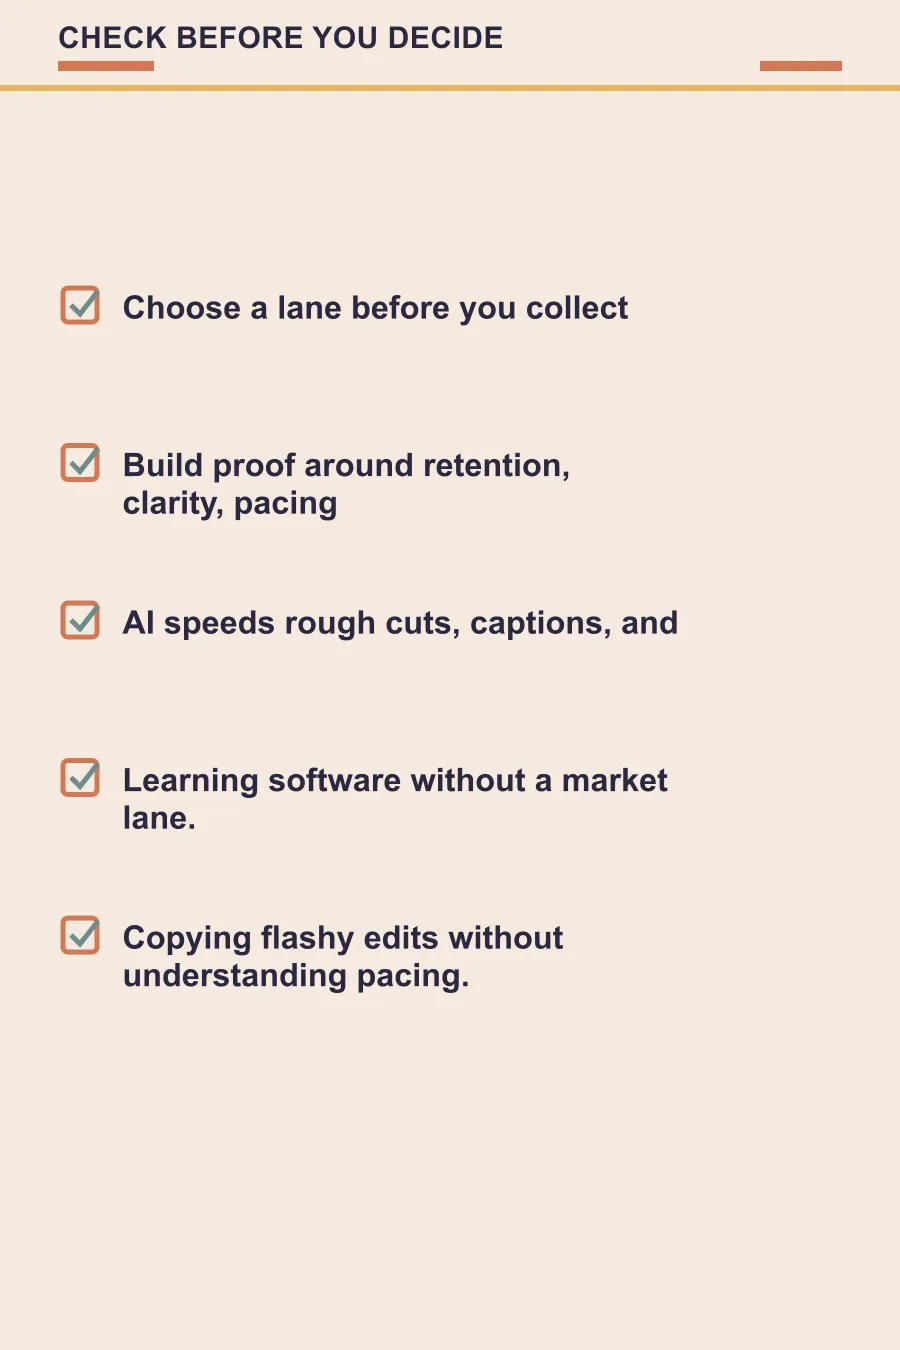 CHECK BEFORE YOU DECIDE
Choose a lane before you collect
Build proof around retention,
clarity, pacing
AI speeds rough cuts, captions, and
Learning software without a market
lane.
Copying flashy edits without
understanding pacing.